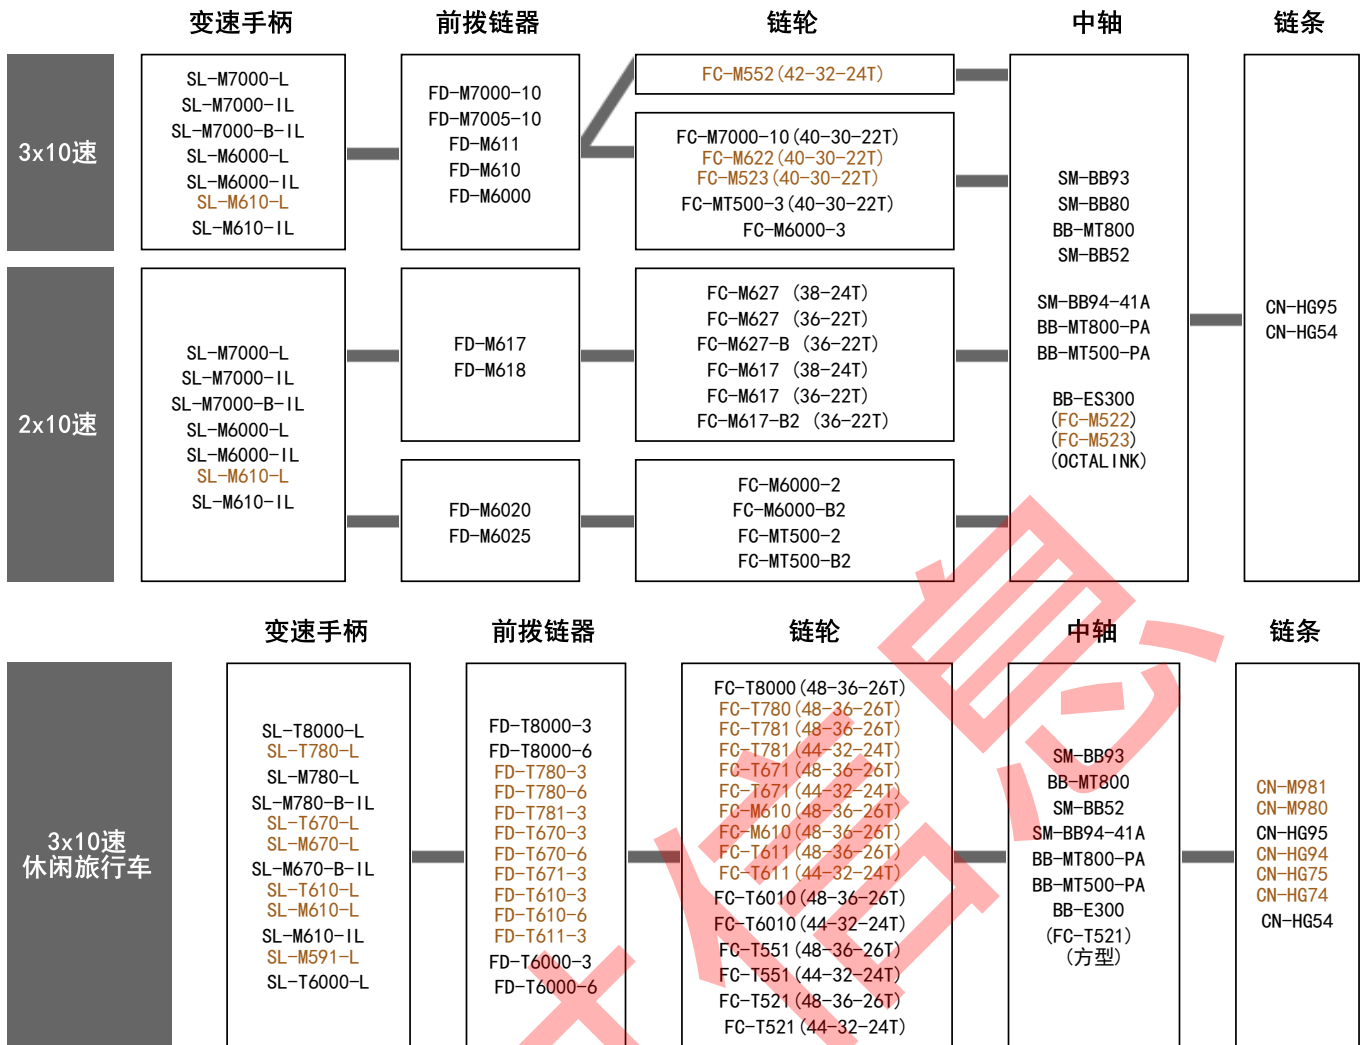 变速手柄
前拨链器
链轮
中轴
链条
3x10速
SL-M7000-L
SL-M7000-IL
SL-M7000-B-IL
SL-M6000-L
SL-M6000-IL
SL-M610-L
SL-M610-IL
FD-M7000-10
FD-M7005-10
FD-M611
FD-M610
FD-M6000
FC-M552(42-32-24T)
FC-M7000-10(40-30-22T)
FC-M622(40-30-22T)
FC-M523(40-30-22T)
FC-MT500-3(40-30-22T)
FC-M6000-3
2x10速
SL-M7000-L
SL-M7000-IL
SL-M7000-B-IL
SL-M6000-L
SL-M6000-IL
SL-M610-L
SL-M610-IL
FD-M617
FD-M618
FC-M627 (38-24T)
FC-M627 (36-22T)
FC-M627-B (36-22T)
FC-M617 (38-24T)
FC-M617 (36-22T)
FC-M617-B2 (36-22T)
FD-M6020
FD-M6025
FC-M6000-2
FC-M6000-B2
FC-MT500-2
FC-MT500-B2
SM-BB93
SM-BB80
BB-MT800
SM-BB52
SM-BB94-41A
BB-MT800-PA
BB-MT500-PA
BB-ES300
(FC-M522)
(FC-M523)
(OCTALINK)
CN-HG95
CN-HG54
变速手柄
前拨链器
链轮
中轴
链条
3x10速
休闲旅行车
SL-T8000-L
SL-T780-L
SL-M780-L
SL-M780-B-IL
SL-T670-L
SL-M670-L
SL-M670-B-IL
SL-T610-L
SL-M610-L
SL-M610-IL
SL-M591-L
SL-T6000-L
FD-T8000-3
FD-T8000-6
FD-T780-3
FD-T780-6
FD-T781-3
FD-T670-3
FD-T670-6
FD-T671-3
FD-T610-3
FD-T610-6
FD-T611-3
FD-T6000-3
FD-T6000-6
FC-T8000(48-36-26T)
FC-T780(48-36-26T)
FC-T781(48-36-26T)
FC-T781(44-32-24T)
FC-T671(48-36-26T)
FC-T671(44-32-24T)
FC-M610(48-36-26T)
FC-M610(48-36-26T)
FC-T611(48-36-26T)
FC-T611(44-32-24T)
FC-T6010(48-36-26T)
FC-T6010(44-32-24T)
FC-T551(48-36-26T)
FC-T551(44-32-24T)
FC-T521(48-36-26T)
FC-T521(44-32-24T)
SM-BB93
BB-MT800
SM-BB52
SM-BB94-41A
BB-MT800-PA
BB-MT500-PA
BB-E300
(FC-T521)
(方型)
CN-M981
CN-M980
CN-HG95
CN-HG94
CN-HG75
CN-HG74
CN-HG54
信息